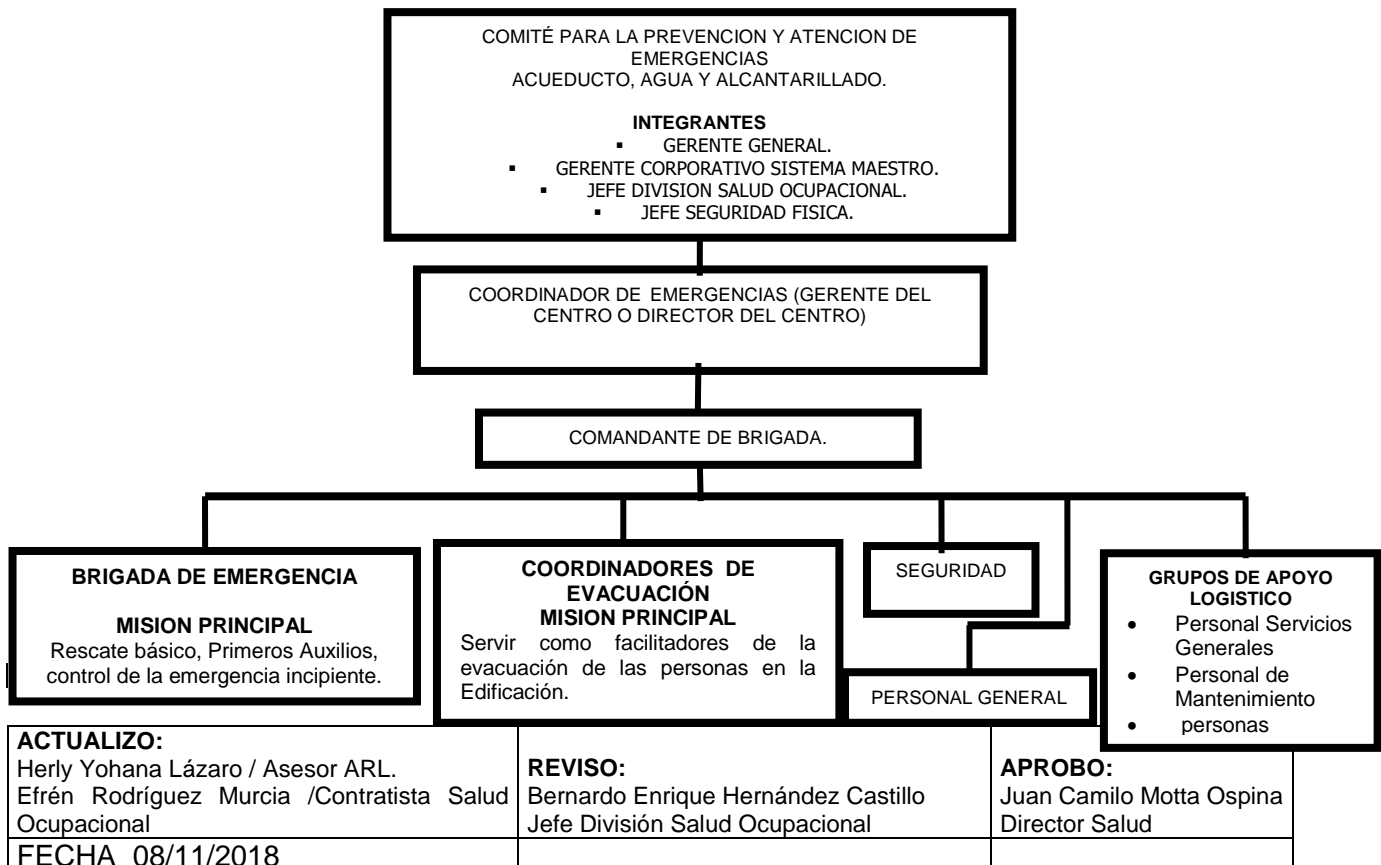 COMITÉ PARA LA PREVENCION Y ATENCION DE
EMERGENCIAS
ACUEDUCTO, AGUA Y ALCANTARILLADO.
INTEGRANTES
▪ GERENTE GENERAL.
▪ GERENTE CORPORATIVO SISTEMA MAESTRO.
▪ JEFE DIVISION SALUD OCUPACIONAL.
▪ JEFE SEGURIDAD FISICA.
COORDINADOR DE EMERGENCIAS (GERENTE DEL
CENTRO O DIRECTOR DEL CENTRO)
COMANDANTE DE BRIGADA.
BRIGADA DE EMERGENCIA
MISION PRINCIPAL
Rescate básico, Primeros Auxilios,
control de la emergencia incipiente.
COORDINADORES DE
EVACUACIÓN
MISION PRINCIPAL
Servir como facilitadores de la
evacuación de las personas en la
Edificación.
SEGURIDAD
PERSONAL GENERAL
GRUPOS DE APOYO
LOGISTICO
• Personal Servicios
Generales
• Personal de
Mantenimiento
• personas
ACTUALIZO:
Herly Yohana Lázaro / Asesor ARL.
Efrén Rodríguez Murcia /Contratista Salud
Ocupacional
REVISO:
Bernardo Enrique Hernández Castillo
Jefe División Salud Ocupacional
APROBO:
Juan Camilo Motta Ospina
Director Salud
FECHA 08/11/2018